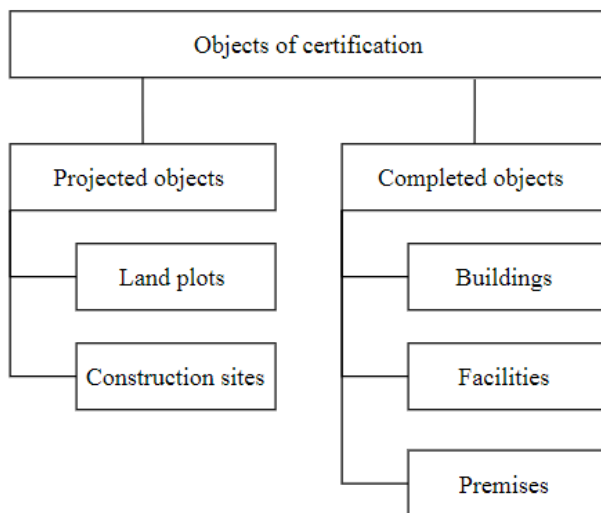 Objects of certification
Projected objects
Completed objects
Land plots
Buildings
Construction sites
Facilities
Premises